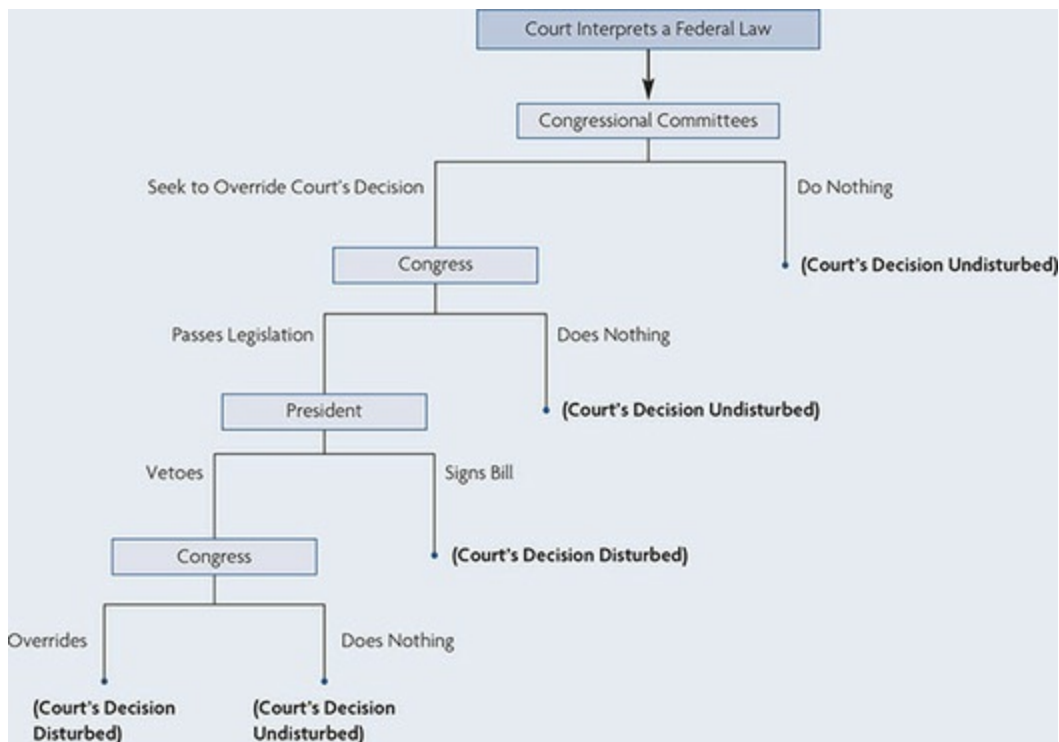 Court Interprets a Federal Law
Congressional Committees
Seek to Override Court's Decision
Do Nothing
Congress
(Court's Decision Undisturbed)
Passes Legislation
Does Nothing
President
(Court's Decision Undisturbed)
Vetoes
Signs Bill
Congress
(Court's Decision Disturbed)
Overrides
Does Nothing
(Court's Decision
Disturbed)
(Court's Decision
Undisturbed)